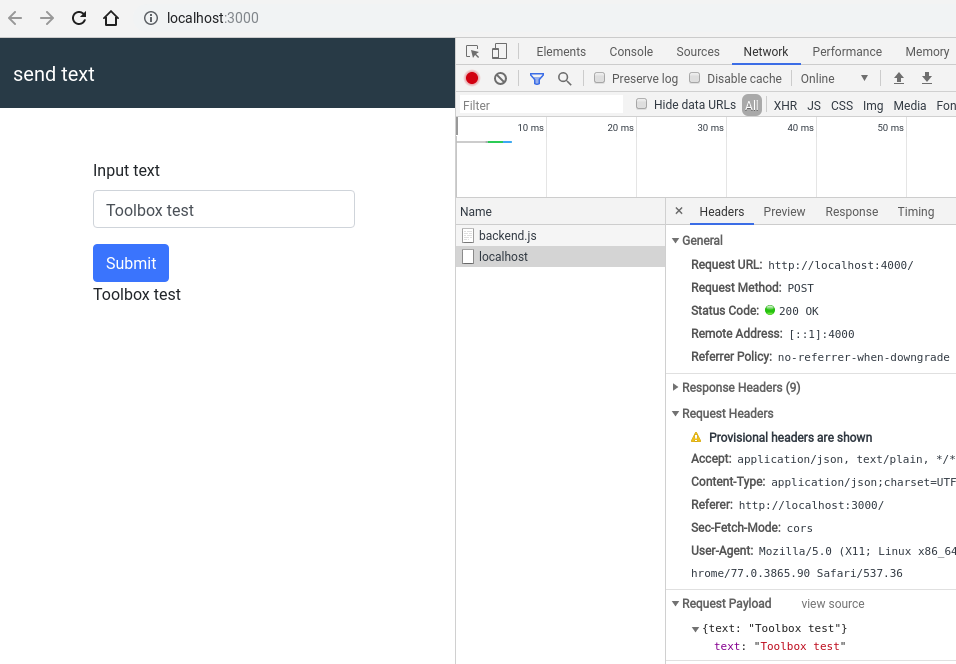 localhost:3000
send text
Input text
Toolbox test
Submit
Toolbox test
Elements Console Sources Network Performance Memory
Preserve log Disable cache Online
Filter Hide data URLs All XHR JS CSS Img Media Fon
10 ms 20 ms 30 ms 40 ms 50 ms
Name
backend.js
localhost
× Headers Preview Response Timing
General
Request URL: http://localhost:4000/
Request Method: POST
Status Code: 200 OK
Remote Address: [::1]:4000
Referrer Policy: no-referrer-when-downgrade
Response Headers (9)
Request Headers
Provisional headers are shown
Accept: application/json, text/plain, */*
Content-Type: application/json;charset=UTF
Referer: http://localhost:3000/
Sec-Fetch-Mode: cors
User-Agent: Mozilla/5.0 (X11; Linux x86_64
hrome/77.0.3865.90 Safari/537.36
Request Payload view source
{text: "Toolbox test"}
text: "Toolbox test"